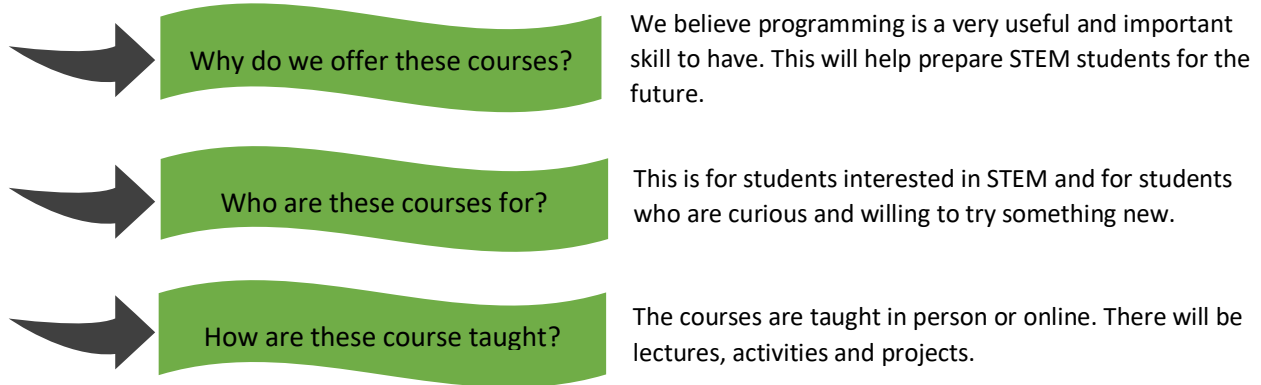 Why do we offer these courses?
We believe programming is a very useful and important
skill to have. This will help prepare STEM students for the
future.
Who are these courses for?
This is for students interested in STEM and for students
who are curious and willing to try something new.
How are these course taught?
The courses are taught in person or online. There will be
lectures, activities and projects.